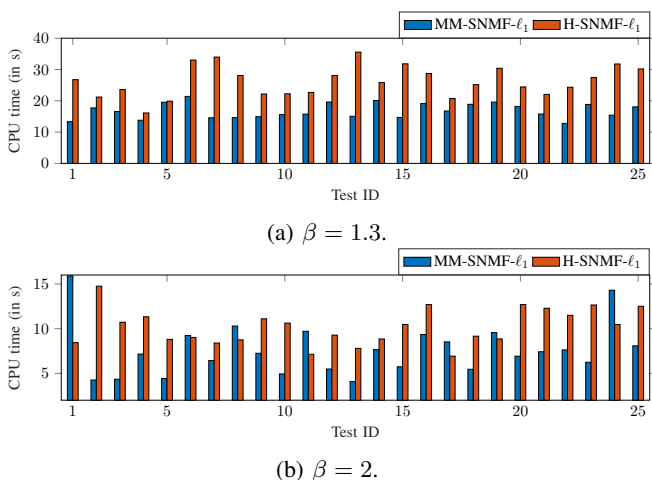 MM-SNMF-ℓ1 H-SNMF-ℓ1
40
30
20
10
0
CPU time (in s)
1 5 10 15 20 25
Test ID
(a) β = 1.3.
MM-SNMF-ℓ1 H-SNMF-ℓ1
15
10
5
CPU time (in s)
1 5 10 15 20 25
Test ID
(b) β = 2.